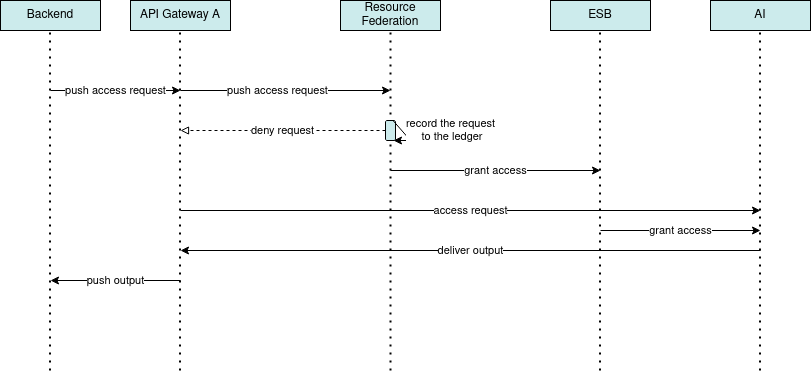 Backend
API Gateway A
Resource
Federation
ESB
AI
push access request
push access request
deny request
record the request
to the ledger
grant access
access request
grant access
deliver output
push output